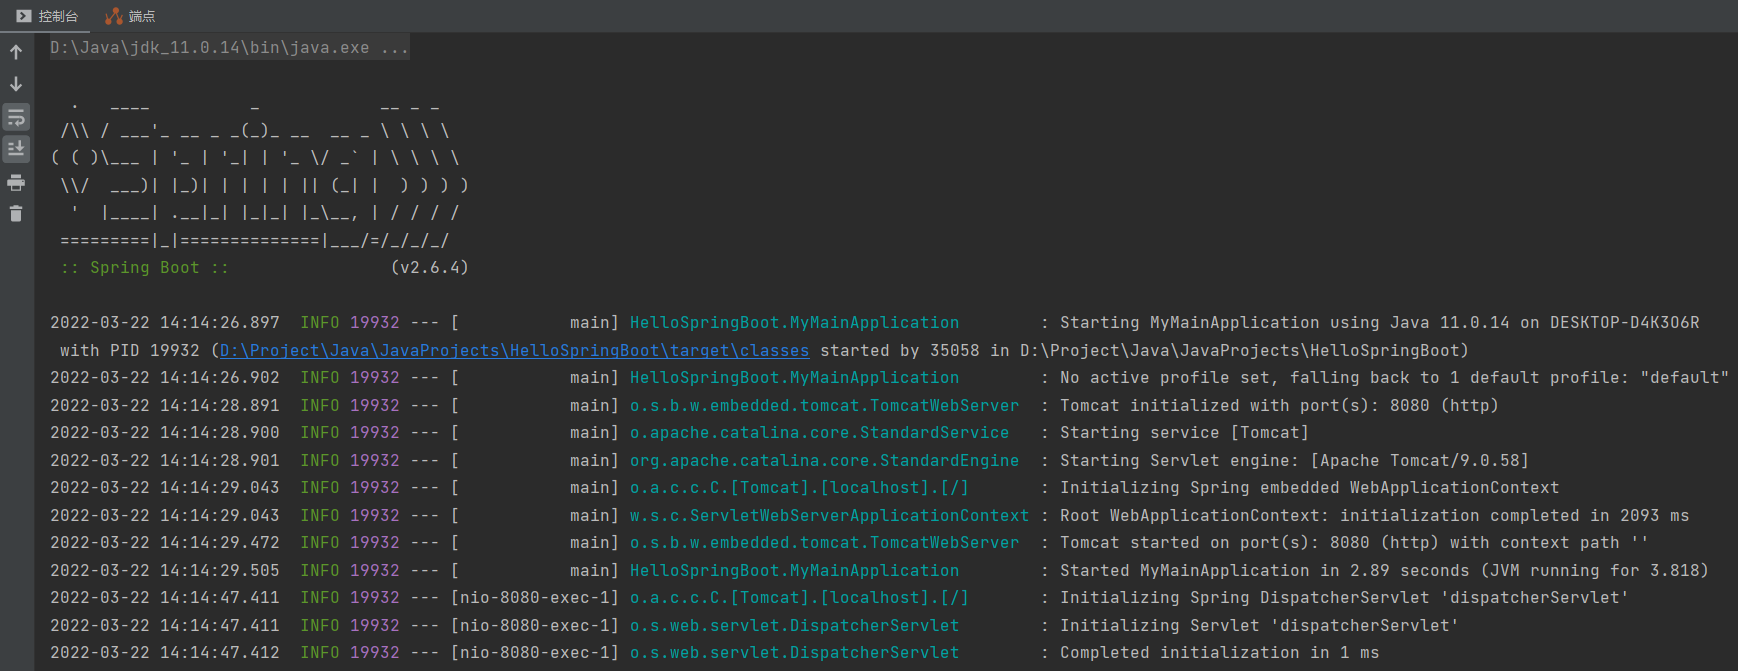 控制台 端点
D:\Java\jdk_11.0.14\bin\java.exe ...
  .   ____          _            __ _ _
 /\\ / ___'_ __ _ _(_)_ __  __ _ \ \ \ \
( ( )\___ | '_ | '_| | '_ \/ _` | \ \ \ \
 \\/  ___)| |_)| | | | | || (_| |  ) ) ) )
  '  |____| .__|_| |_|_| |_\__, | / / / /
 =========|_|==============|___/=/_/_/_/
 :: Spring Boot ::                (v2.6.4)
2022-03-22 14:14:26.897  INFO 19932 --- [           main] HelloSpringBoot.MyMainApplication        : Starting MyMainApplication using Java 11.0.14 on DESKTOP-D4K3O6R
 with PID 19932 (D:\Project\Java\JavaProjects\HelloSpringBoot\target\classes started by 35058 in D:\Project\Java\JavaProjects\HelloSpringBoot)
2022-03-22 14:14:26.902  INFO 19932 --- [           main] HelloSpringBoot.MyMainApplication        : No active profile set, falling back to 1 default profile: "default"
2022-03-22 14:14:28.891  INFO 19932 --- [           main] o.s.b.w.embedded.tomcat.TomcatWebServer  : Tomcat initialized with port(s): 8080 (http)
2022-03-22 14:14:28.900  INFO 19932 --- [           main] o.apache.catalina.core.StandardService   : Starting service [Tomcat]
2022-03-22 14:14:28.901  INFO 19932 --- [           main] org.apache.catalina.core.StandardEngine  : Starting Servlet engine: [Apache Tomcat/9.0.58]
2022-03-22 14:14:29.043  INFO 19932 --- [           main] o.a.c.c.C.[Tomcat].[localhost].[/]       : Initializing Spring embedded WebApplicationContext
2022-03-22 14:14:29.043  INFO 19932 --- [           main] w.s.c.ServletWebServerApplicationContext : Root WebApplicationContext: initialization completed in 2093 ms
2022-03-22 14:14:29.472  INFO 19932 --- [           main] o.s.b.w.embedded.tomcat.TomcatWebServer  : Tomcat started on port(s): 8080 (http) with context path ''
2022-03-22 14:14:29.505  INFO 19932 --- [           main] HelloSpringBoot.MyMainApplication        : Started MyMainApplication in 2.89 seconds (JVM running for 3.818)
2022-03-22 14:14:47.411  INFO 19932 --- [nio-8080-exec-1] o.a.c.c.C.[Tomcat].[localhost].[/]       : Initializing Spring DispatcherServlet 'dispatcherServlet'
2022-03-22 14:14:47.411  INFO 19932 --- [nio-8080-exec-1] o.s.web.servlet.DispatcherServlet        : Initializing Servlet 'dispatcherServlet'
2022-03-22 14:14:47.412  INFO 19932 --- [nio-8080-exec-1] o.s.web.servlet.DispatcherServlet        : Completed initialization in 1 ms